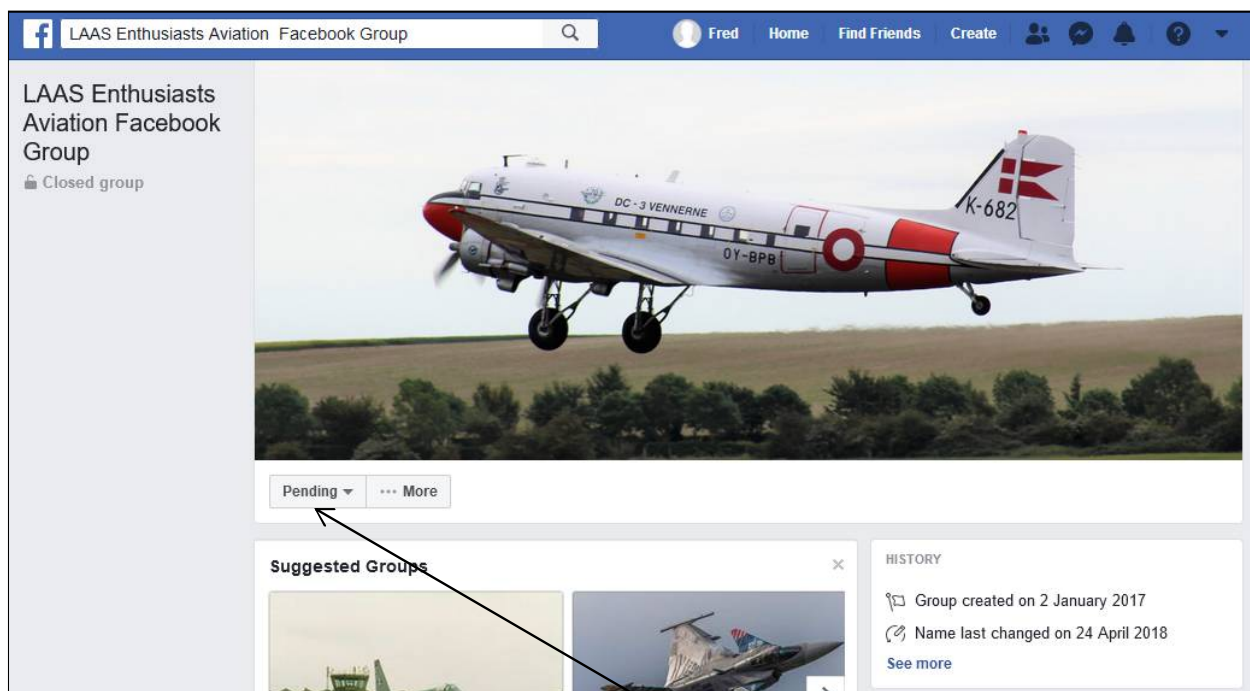 f LAAS Enthusiasts Aviation Facebook Group Fred Home Find Friends Create ?
LAAS Enthusiasts
Aviation Facebook
Group
Closed group
DC - 3 VENNERNE
K-682
OY-BPB
Pending ... More
Suggested Groups
HISTORY
Group created on 2 January 2017
Name last changed on 24 April 2018
See more